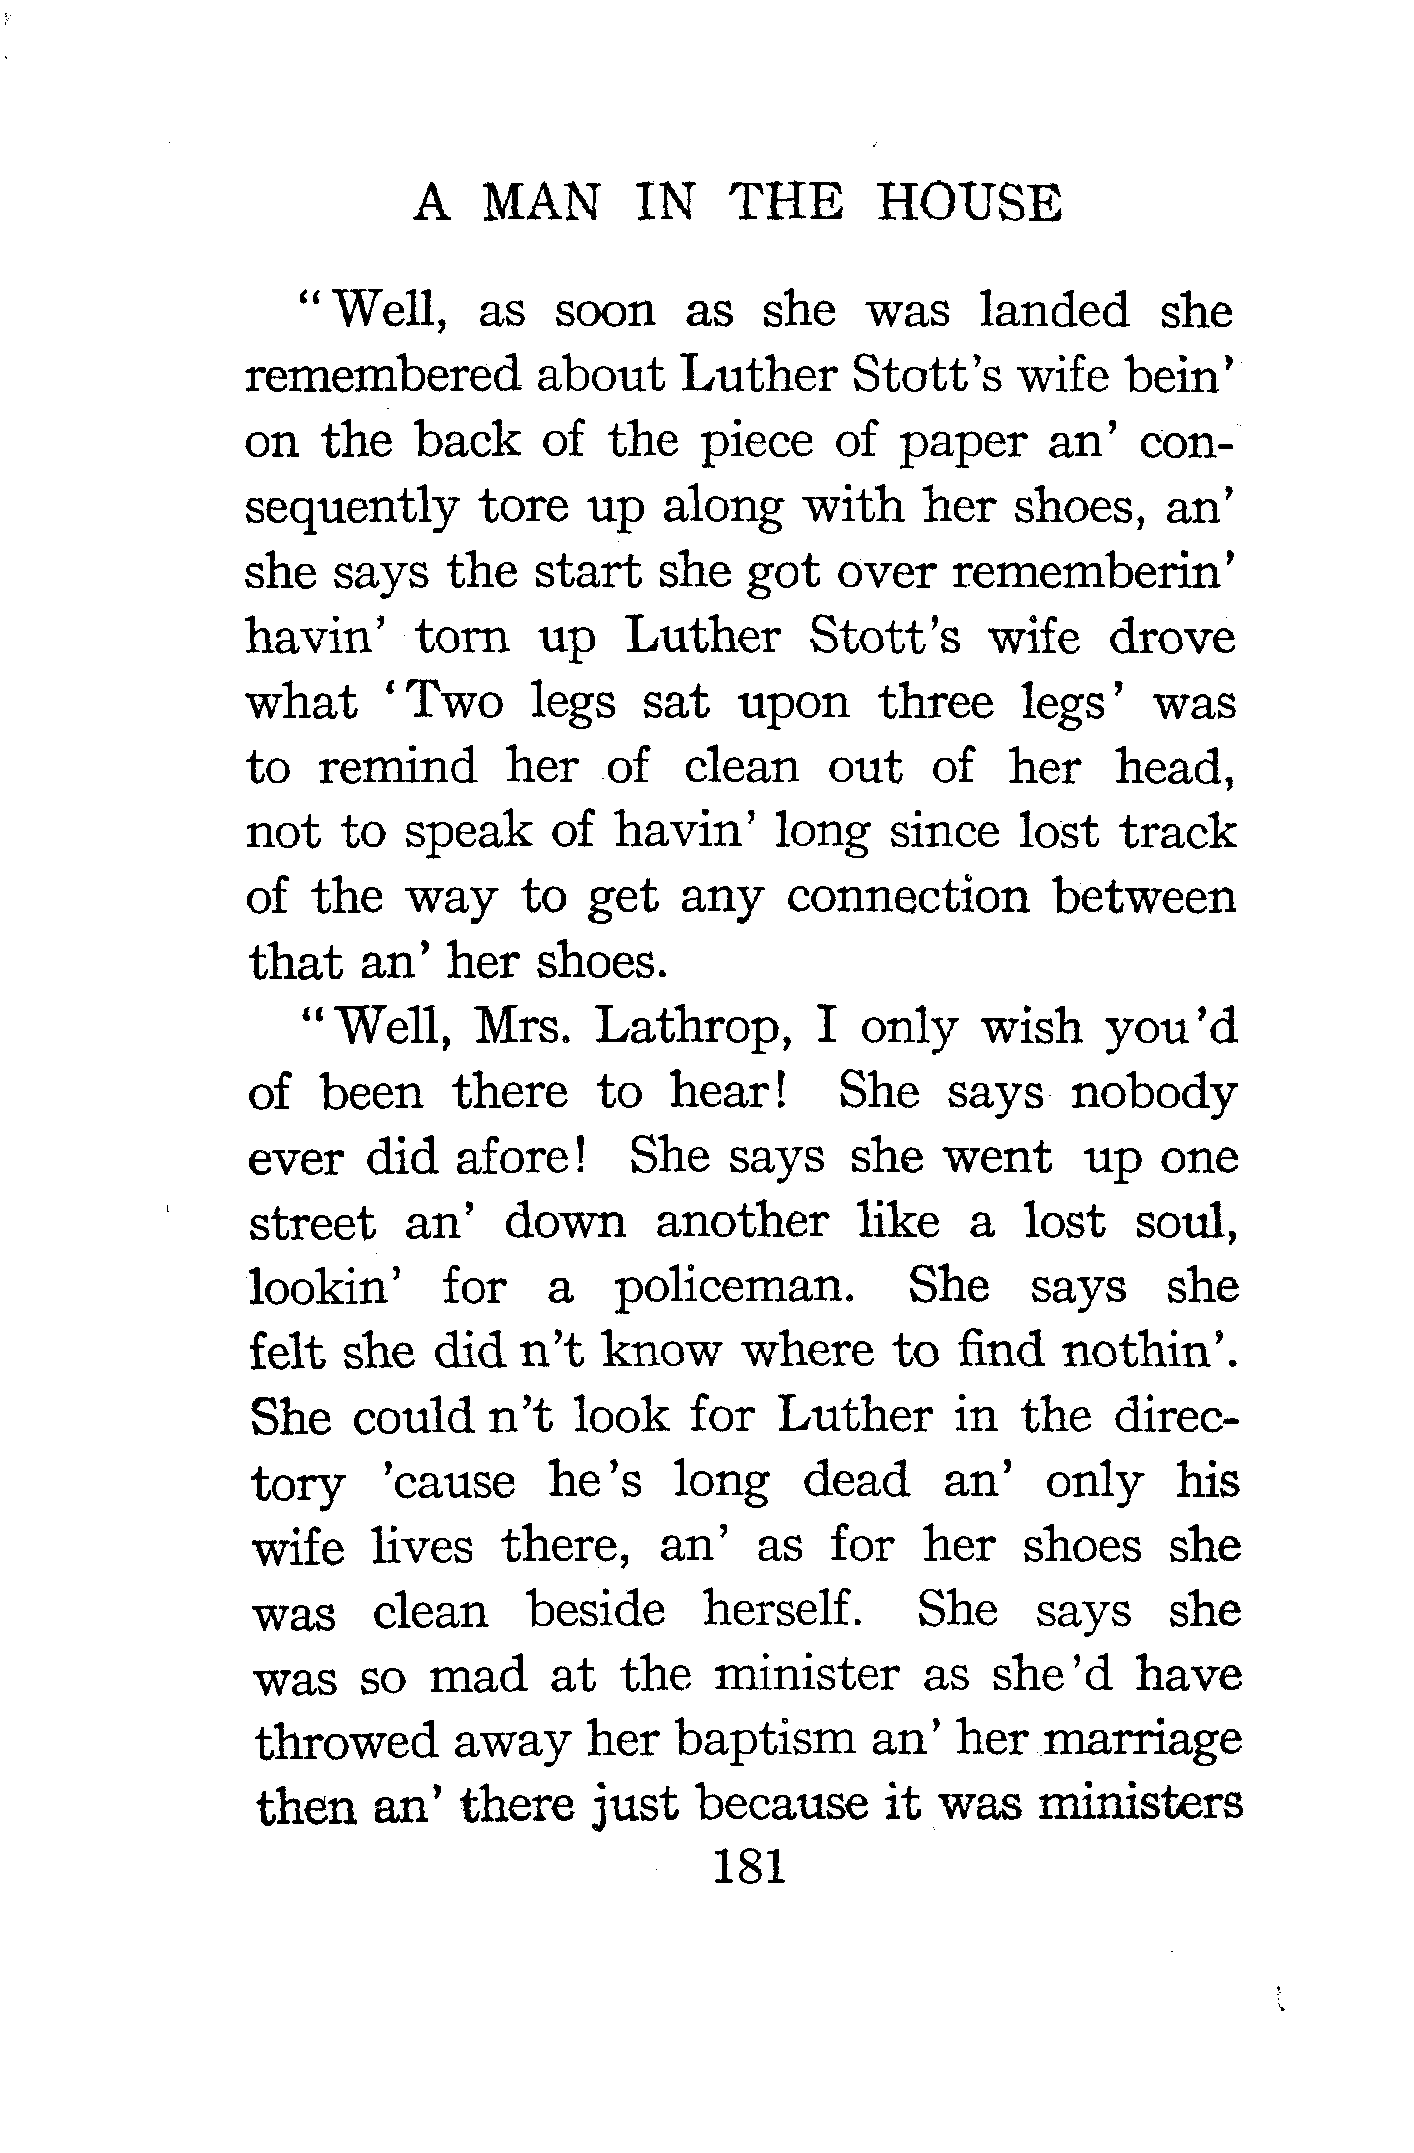 A MAN IN THE HOUSE
“Well, as soon as she was landed she
remembered about Luther Stott’s wife bein’
on the back of the piece of paper an’ con-
sequently tore up along with her shoes, an’
she says the start she got over rememberin’
havin’ torn up Luther Stott’s wife drove
what ‘Two legs sat upon three legs’ was
to remind her of clean out of her head,
not to speak of havin’ long since lost track
of the way to get any connection between
that an’ her shoes.
“Well, Mrs. Lathrop, I only wish you’d
of been there to hear! She says nobody
ever did afore! She says she went up one
street an’ down another like a lost soul,
lookin’ for a policeman. She says she
felt she did n’t know where to find nothin’.
She could n’t look for Luther in the direc-
tory ’cause he’s long dead an’ only his
wife lives there, an’ as for her shoes she
was clean beside herself. She says she
was so mad at the minister as she’d have
throwed away her baptism an’ her marriage
then an’ there just because it was ministers
181